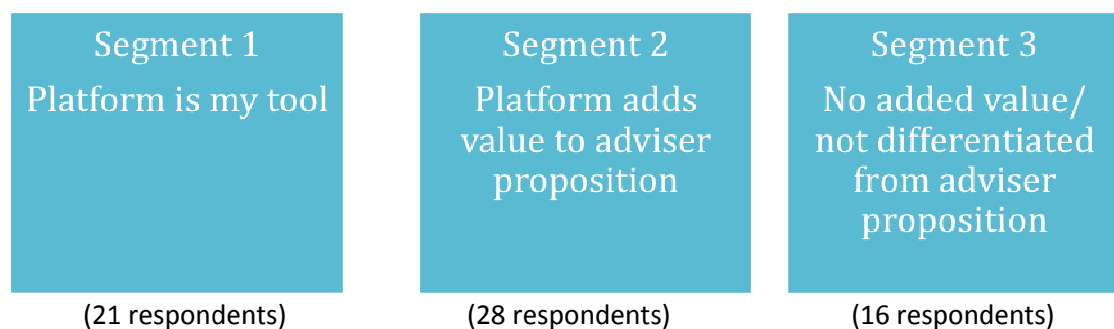 Segment 1
Platform is my tool
(21 respondents)
Segment 2
Platform adds
value to adviser
proposition
(28 respondents)
Segment 3
No added value/
not differentiated
from adviser
proposition
(16 respondents)